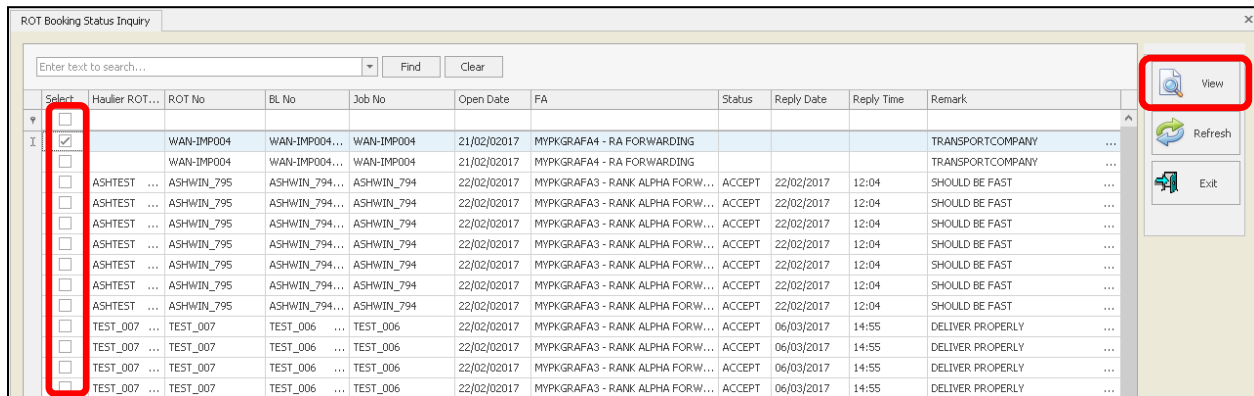 ROT Booking Status Inquiry x
Enter text to search... Find Clear
View
Refresh
Exit
Select Haulier ROT... ROT No BL No Job No Open Date FA Status Reply Date Reply Time Remark
WAN-IMP004 WAN-IMP004... WAN-IMP004 21/02/02017 MYPKGRAFA4 - RA FORWARDING TRANSPORTCOMPANY ...
WAN-IMP004 WAN-IMP004... WAN-IMP004 21/02/02017 MYPKGRAFA4 - RA FORWARDING TRANSPORTCOMPANY ...
ASHTEST ... ASHWIN_795 ASHWIN_794... ASHWIN_794 22/02/02017 MYPKGRAFA3 - RANK ALPHA FORW... ACCEPT 22/02/2017 12:04 SHOULD BE FAST ...
ASHTEST ... ASHWIN_795 ASHWIN_794... ASHWIN_794 22/02/02017 MYPKGRAFA3 - RANK ALPHA FORW... ACCEPT 22/02/2017 12:04 SHOULD BE FAST ...
ASHTEST ... ASHWIN_795 ASHWIN_794... ASHWIN_794 22/02/02017 MYPKGRAFA3 - RANK ALPHA FORW... ACCEPT 22/02/2017 12:04 SHOULD BE FAST ...
ASHTEST ... ASHWIN_795 ASHWIN_794... ASHWIN_794 22/02/02017 MYPKGRAFA3 - RANK ALPHA FORW... ACCEPT 22/02/2017 12:04 SHOULD BE FAST ...
ASHTEST ... ASHWIN_795 ASHWIN_794... ASHWIN_794 22/02/02017 MYPKGRAFA3 - RANK ALPHA FORW... ACCEPT 22/02/2017 12:04 SHOULD BE FAST ...
ASHTEST ... ASHWIN_795 ASHWIN_794... ASHWIN_794 22/02/02017 MYPKGRAFA3 - RANK ALPHA FORW... ACCEPT 22/02/2017 12:04 SHOULD BE FAST ...
ASHTEST ... ASHWIN_795 ASHWIN_794... ASHWIN_794 22/02/02017 MYPKGRAFA3 - RANK ALPHA FORW... ACCEPT 22/02/2017 12:04 SHOULD BE FAST ...
TEST_007 ... TEST_007 TEST_006 ... TEST_006 22/02/02017 MYPKGRAFA3 - RANK ALPHA FORW... ACCEPT 06/03/2017 14:55 DELIVER PROPERLY ...
TEST_007 ... TEST_007 TEST_006 ... TEST_006 22/02/02017 MYPKGRAFA3 - RANK ALPHA FORW... ACCEPT 06/03/2017 14:55 DELIVER PROPERLY ...
TEST_007 ... TEST_007 TEST_006 ... TEST_006 22/02/02017 MYPKGRAFA3 - RANK ALPHA FORW... ACCEPT 06/03/2017 14:55 DELIVER PROPERLY ...
TEST_007 ... TEST_007 TEST_006 ... TEST_006 22/02/02017 MYPKGRAFA3 - RANK ALPHA FORW... ACCEPT 06/03/2017 14:55 DELIVER PROPERLY ...